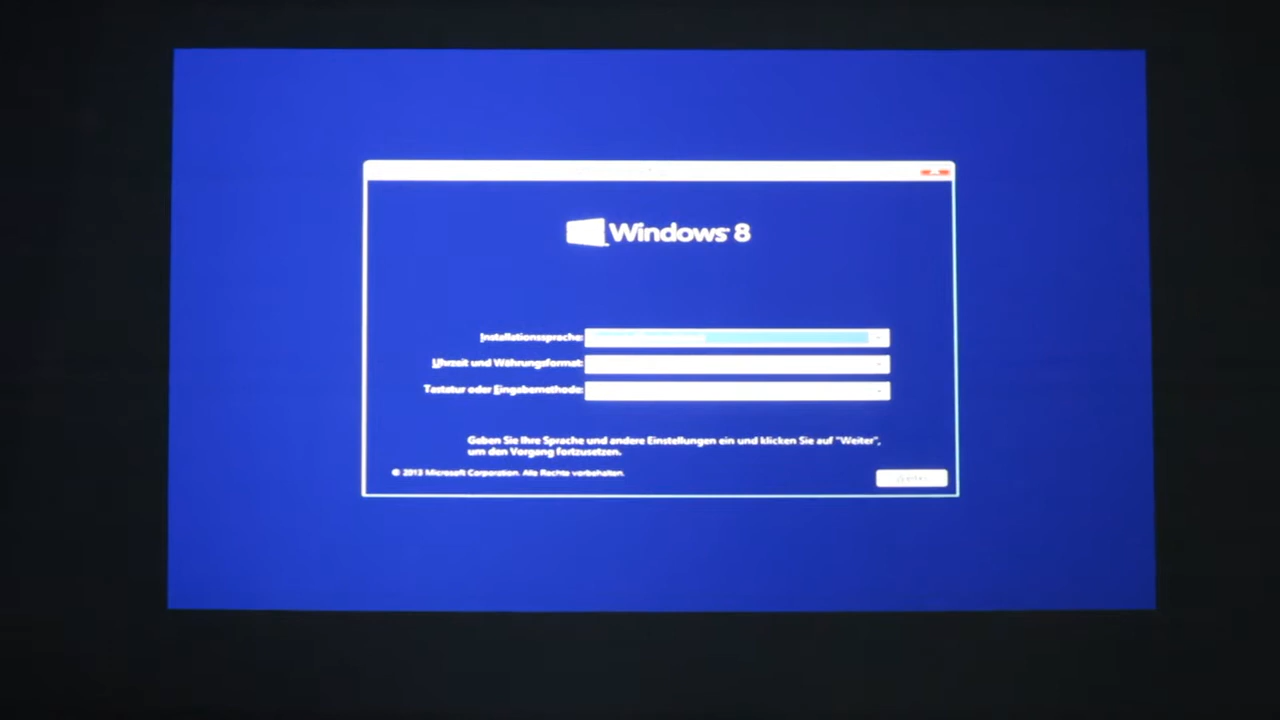 Windows 8
Installationssprache:
Uhrzeit und Währungsformat:
Tastatur oder Eingabemethode:
Geben Sie Ihre Sprache und andere Einstellungen ein und klicken Sie auf "Weiter",
um den Vorgang fortzusetzen.
© 2013 Microsoft Corporation. Alle Rechte vorbehalten.